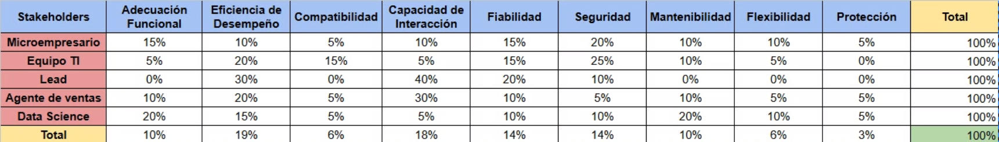 Stakeholders Adecuación Funcional Eficiencia de Desempeño Compatibilidad Capacidad de Interacción Fiabilidad Seguridad Mantenibilidad Flexibilidad Protección Total
Microempresario 15% 10% 5% 10% 15% 20% 10% 10% 5% 100%
Equipo TI 5% 20% 15% 5% 15% 25% 10% 5% 0% 100%
Lead 0% 30% 0% 40% 20% 10% 0% 0% 0% 100%
Agente de ventas 10% 20% 5% 30% 10% 5% 10% 5% 5% 100%
Data Science 20% 15% 5% 5% 10% 10% 20% 10% 5% 100%
Total 10% 19% 6% 18% 14% 14% 10% 6% 3% 100%